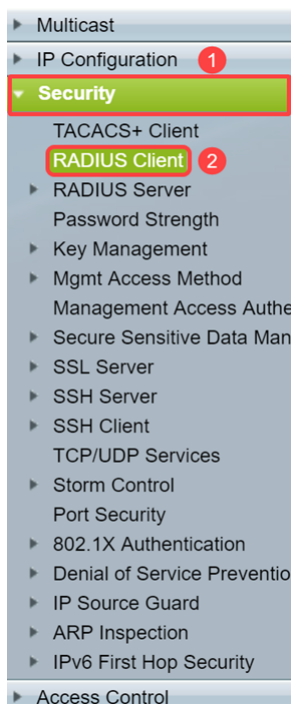 Multicast
IP Configuration 1
Security
TACACS+ Client
RADIUS Client 2
RADIUS Server
Password Strength
Key Management
Mgmt Access Method
Management Access Authe
Secure Sensitive Data Man
SSL Server
SSH Server
SSH Client
TCP/UDP Services
Storm Control
Port Security
802.1X Authentication
Denial of Service Preventio
IP Source Guard
ARP Inspection
IPv6 First Hop Security
Access Control